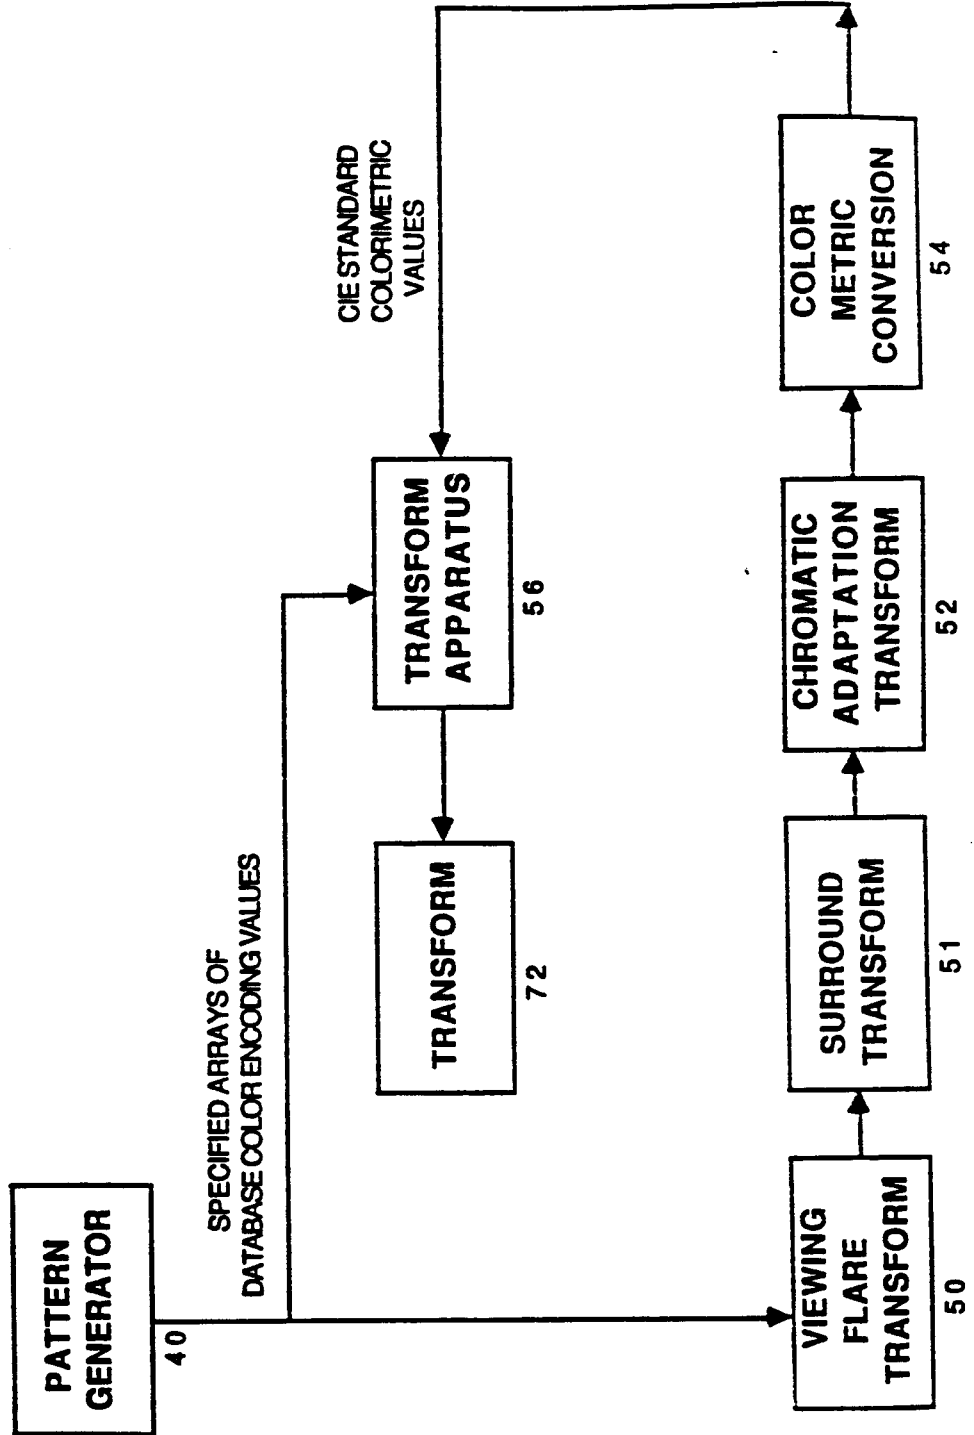 PATTERN
GENERATOR
40
SPECIFIED ARRAYS OF
DATABASE COLOR ENCODING VALUES
CIE STANDARD
COLORIMETRIC
VALUES
TRANSFORM
72
TRANSFORM
APPARATUS
56
VIEWING
FLARE
TRANSFORM
50
SURROUND
TRANSFORM
51
CHROMATIC
ADAPTATION
TRANSFORM
52
COLOR
METRIC
CONVERSION
54